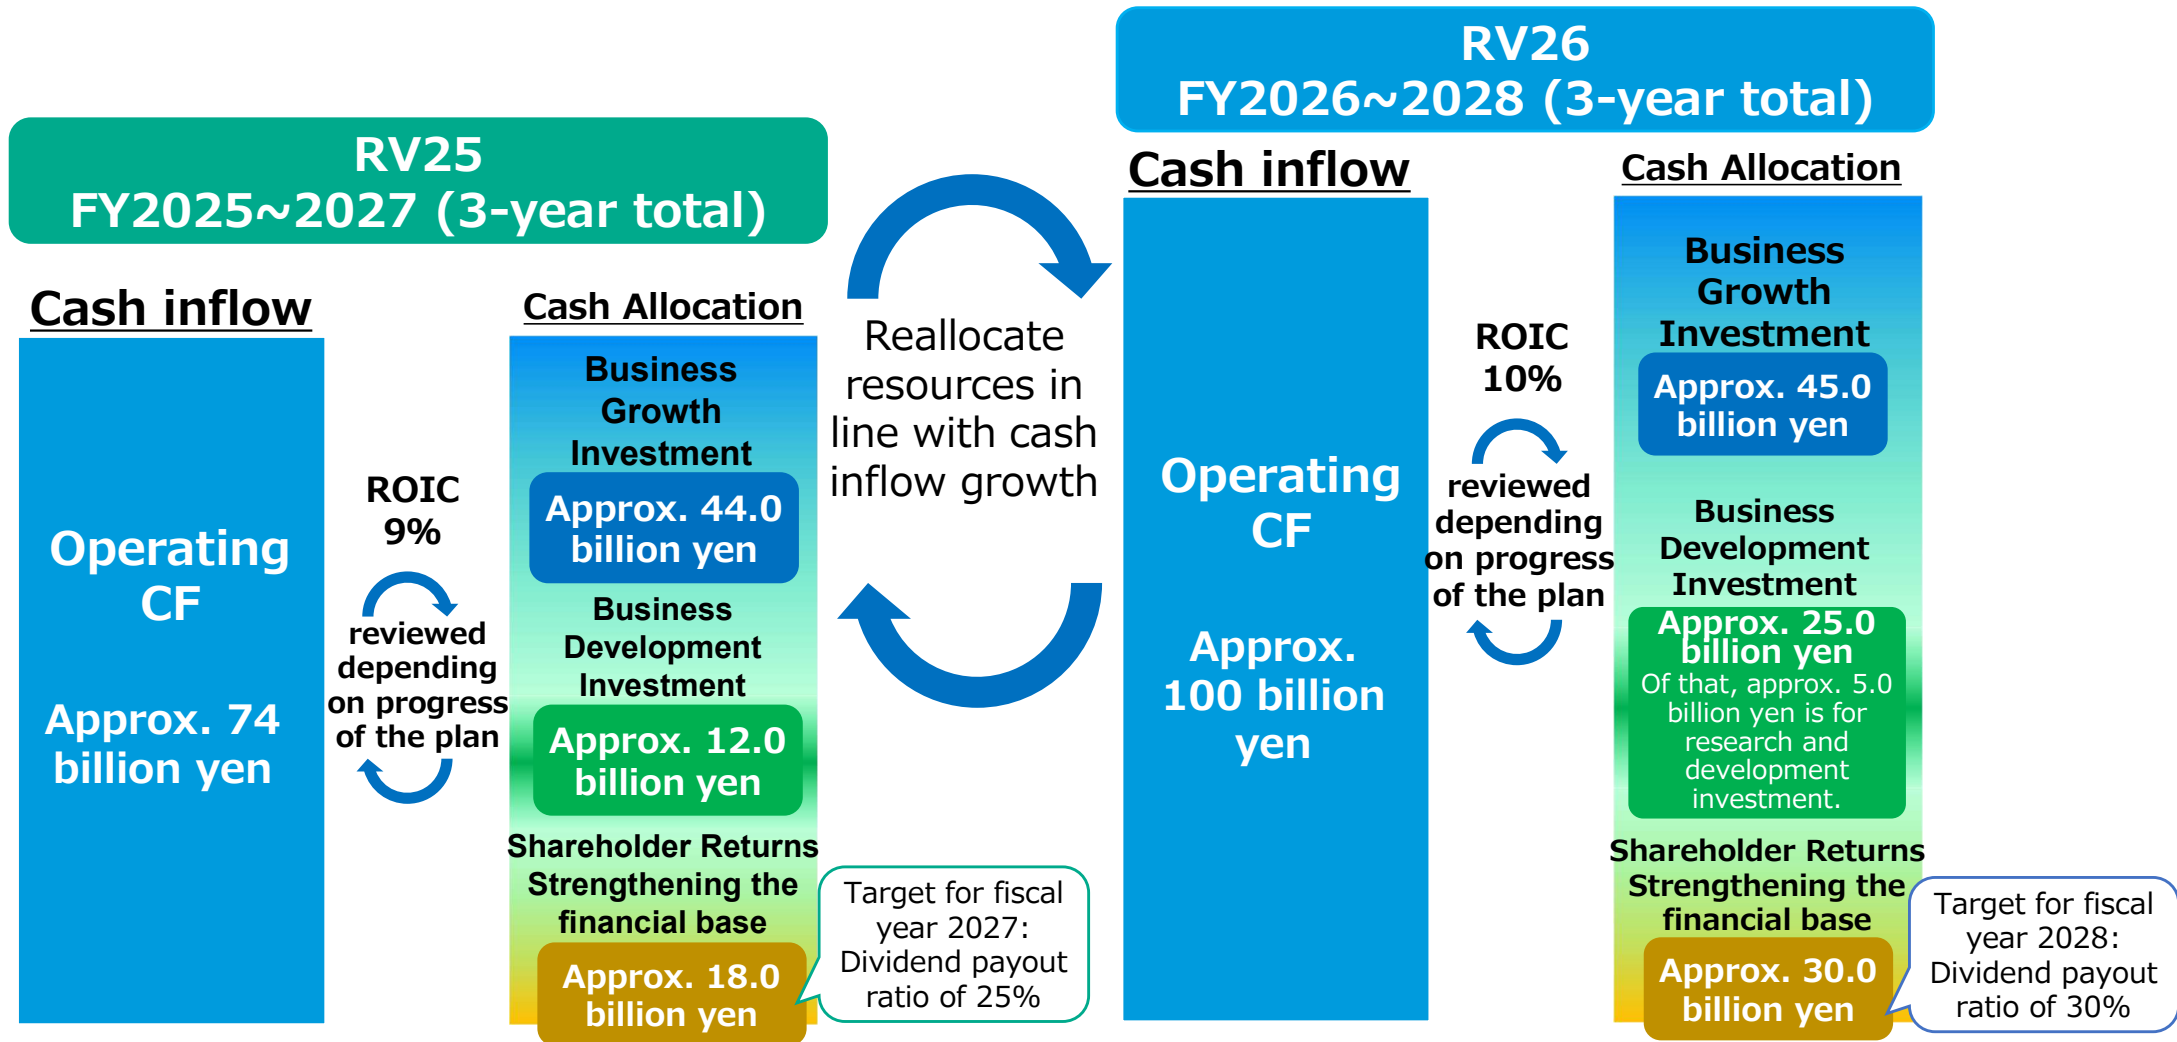 RV25
FY2025~2027 (3-year total)
Cash inflow
Operating
CF
Approx. 74
billion yen
ROIC
9%
reviewed
depending
on progress
of the plan
Cash Allocation
Business
Growth
Investment
Approx. 44.0
billion yen
Business
Development
Investment
Approx. 12.0
billion yen
Shareholder Returns
Strengthening the
financial base
Approx. 18.0
billion yen
Target for fiscal
year 2027:
Dividend payout
ratio of 25%
Reallocate
resources in
line with cash
inflow growth
RV26
FY2026~2028 (3-year total)
Cash inflow
Operating
CF
Approx.
100 billion
yen
ROIC
10%
reviewed
depending
on progress
of the plan
Cash Allocation
Business
Growth
Investment
Approx. 45.0
billion yen
Business
Development
Investment
Approx. 25.0
billion yen
Of that, approx. 5.0
billion yen is for
research and
development
investment.
Shareholder Returns
Strengthening the
financial base
Approx. 30.0
billion yen
Target for fiscal
year 2028:
Dividend payout
ratio of 30%